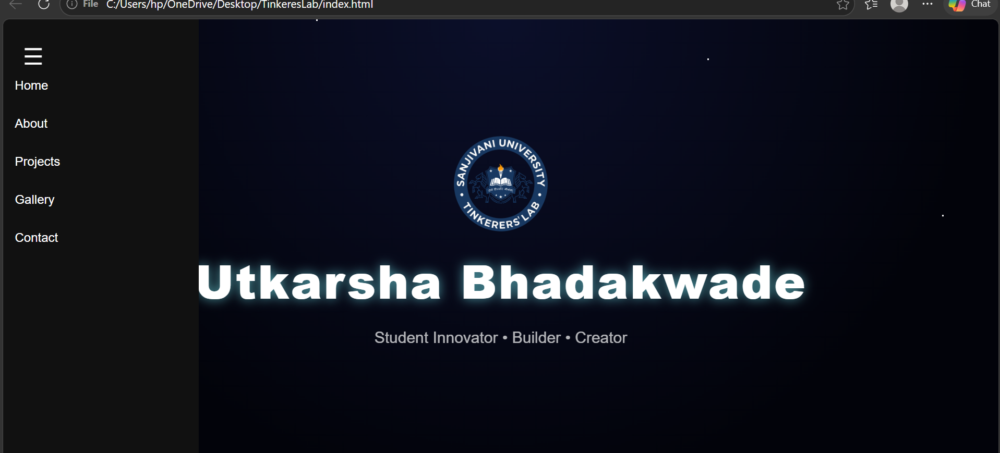 File C:/Users/hp/OneDrive/Desktop/TinkeresLab/index.html
Chat
Home
About
Projects
Gallery
Contact
SANJIVANI UNIVERSITY
• TINKERERS' LAB •
Utkarsha Bhadakwade
Student Innovator • Builder • Creator